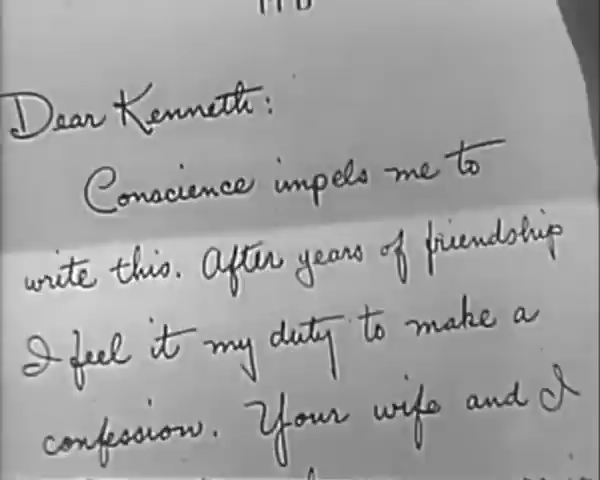 Dear Kenneth:
Conscience impels me to
write this. After years of friendship
I feel it my duty to make a
confession. Your wife and I